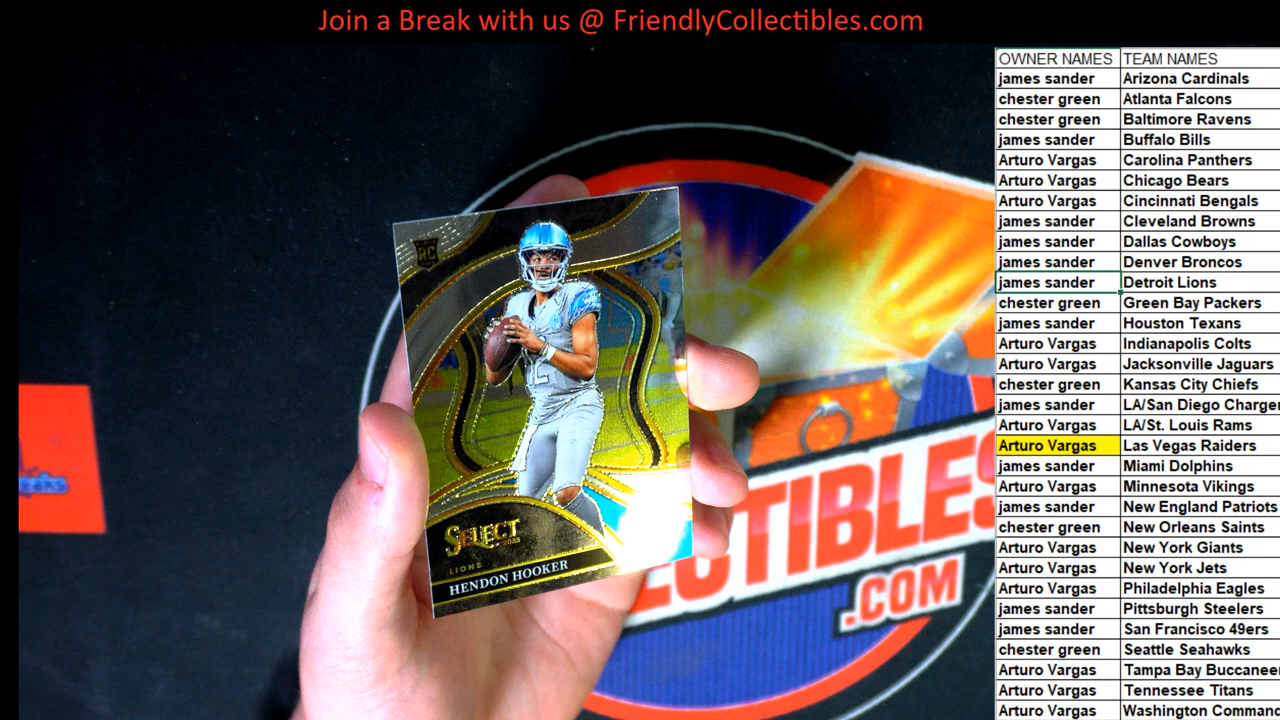 Join a Break with us @ FriendlyCollectibles.com
OWNER NAMES TEAM NAMES
james sander Arizona Cardinals
chester green Atlanta Falcons
chester green Baltimore Ravens
james sander Buffalo Bills
Arturo Vargas Carolina Panthers
Arturo Vargas Chicago Bears
Arturo Vargas Cincinnati Bengals
james sander Cleveland Browns
james sander Dallas Cowboys
james sander Denver Broncos
james sander Detroit Lions
chester green Green Bay Packers
james sander Houston Texans
Arturo Vargas Indianapolis Colts
Arturo Vargas Jacksonville Jaguars
chester green Kansas City Chiefs
james sander LA/San Diego Charger
Arturo Vargas LA/St. Louis Rams
Arturo Vargas Las Vegas Raiders
james sander Miami Dolphins
Arturo Vargas Minnesota Vikings
james sander New England Patriots
chester green New Orleans Saints
Arturo Vargas New York Giants
Arturo Vargas New York Jets
Arturo Vargas Philadelphia Eagles
james sander Pittsburgh Steelers
james sander San Francisco 49ers
chester green Seattle Seahawks
Arturo Vargas Tampa Bay Buccanee
Arturo Vargas Tennessee Titans
Arturo Vargas Washington Command
RC
SELECT
2023
LIONS
HENDON HOOKER
ECTIBLES
.COM